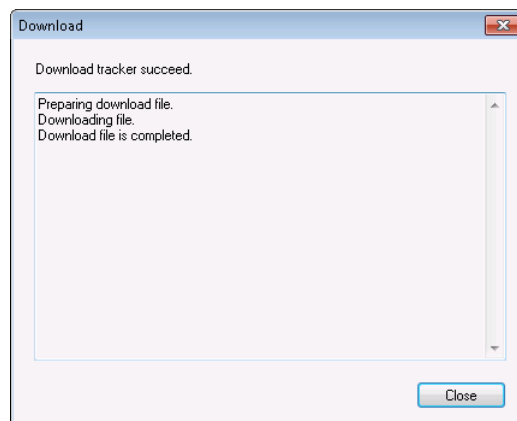 Download
Download tracker succeed.
Preparing download file.
Downloading file.
Download file is completed.
Close